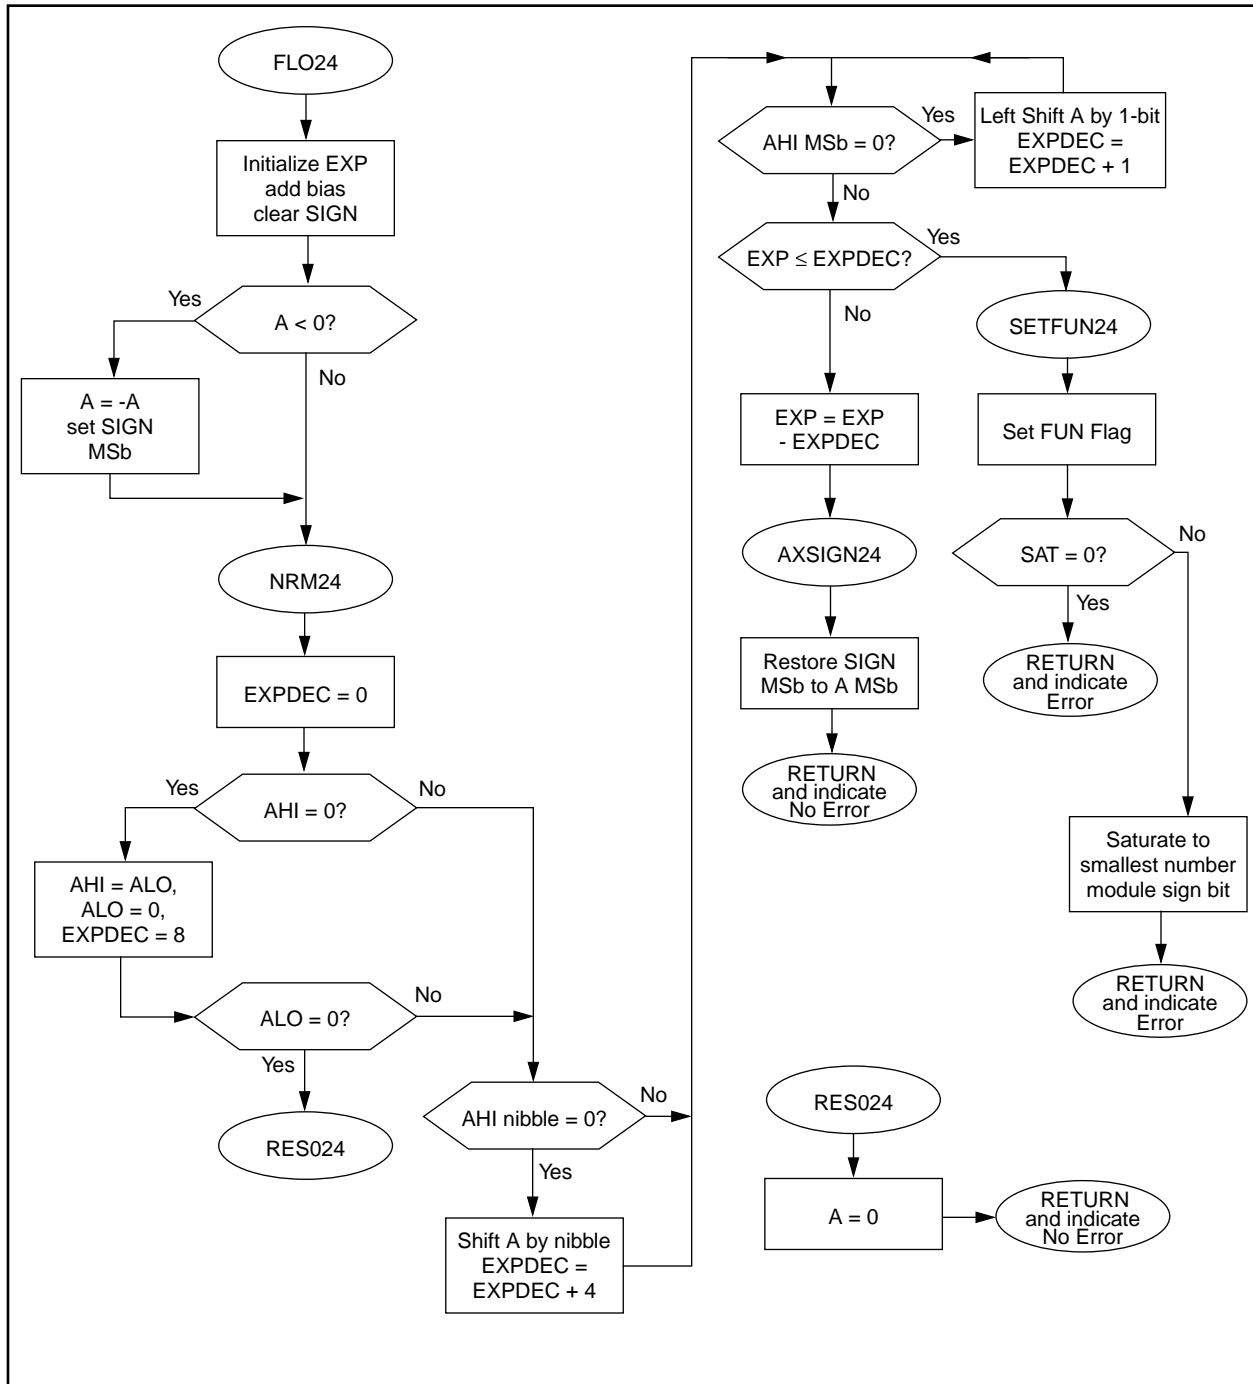 FLO24
Initialize EXP
add bias
clear SIGN
Yes
A < 0?
No
A = -A
set SIGN
MSb
NRM24
EXPDEC = 0
Yes
AHI = 0?
No
AHI = ALO,
ALO = 0,
EXPDEC = 8
ALO = 0?
No
Yes
RES024
AHI nibble = 0?
No
Yes
Shift A by nibble
EXPDEC =
EXPDEC + 4
AHI MSb = 0?
Yes
Left Shift A by 1-bit
EXPDEC =
EXPDEC + 1
No
EXP ≤ EXPDEC?
Yes
No
EXP = EXP
- EXPDEC
AXSIGN24
Restore SIGN
MSb to A MSb
RETURN
and indicate
No Error
SETFUN24
Set FUN Flag
SAT = 0?
No
Yes
RETURN
and indicate
Error
Saturate to
smallest number
module sign bit
RETURN
and indicate
Error
RES024
A = 0
RETURN
and indicate
No Error